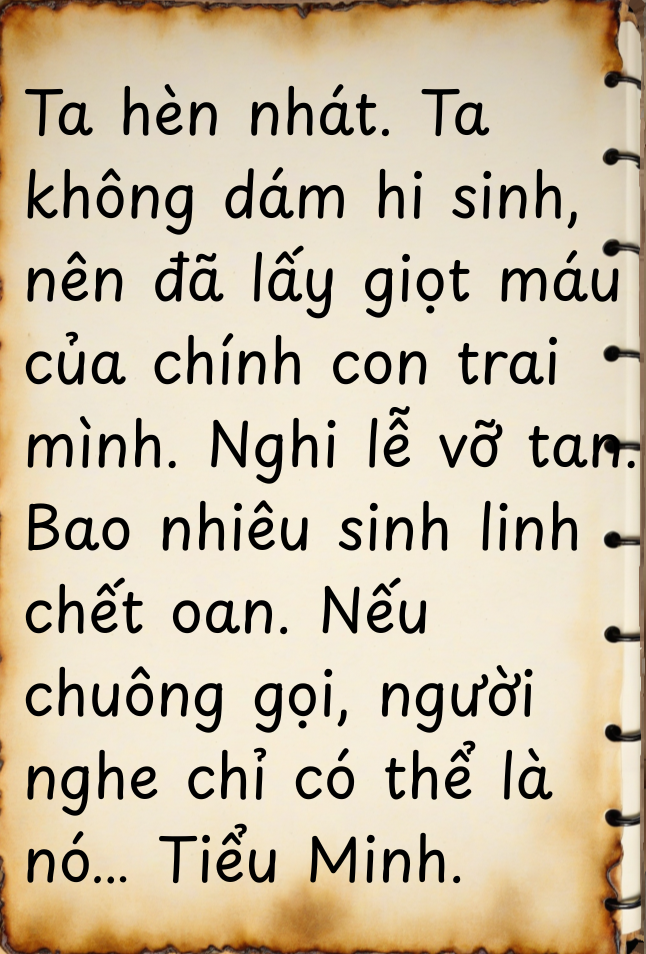 Ta hèn nhát. Ta
không dám hi sinh,
nên đã lấy giọt máu
của chính con trai
mình. Nghi lễ vỡ tan.
Bao nhiêu sinh linh
chết oan. Nếu
chuông gọi, người
nghe chỉ có thể là
nó... Tiểu Minh.